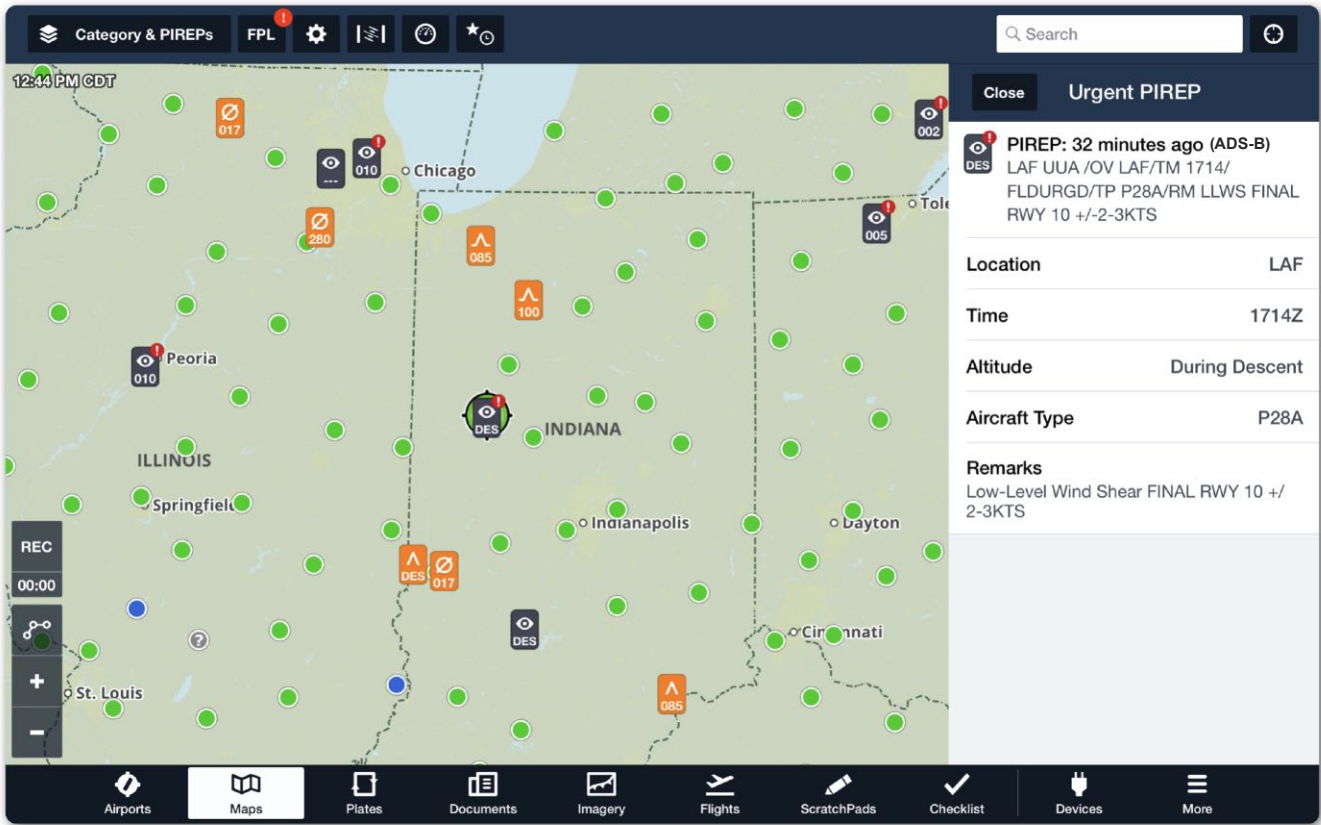 Category & PIREPs
FPL
!
Search
12:44 PM CDT
Close
Urgent PIREP
!
DES
PIREP: 32 minutes ago (ADS-B)
LAF UUA /OV LAF/TM 1714/
FLDURGD/TP P28A/RM LLWS FINAL
RWY 10 +/-2-3KTS
Location
LAF
Time
1714Z
Altitude
During Descent
Aircraft Type
P28A
Remarks
Low-Level Wind Shear FINAL RWY 10 +/
2-3KTS
017
---
!
010
Chicago
!
002
280
085
!
005
Tole
100
!
010
Peoria
!
DES
INDIANA
ILLINOIS
Springfiel
Indianapolis
Dayton
DES
017
DES
?
Cincinnati
085
St. Louis
REC
00:00
+
−
Airports
Maps
Plates
Documents
Imagery
Flights
ScratchPads
Checklist
Devices
More